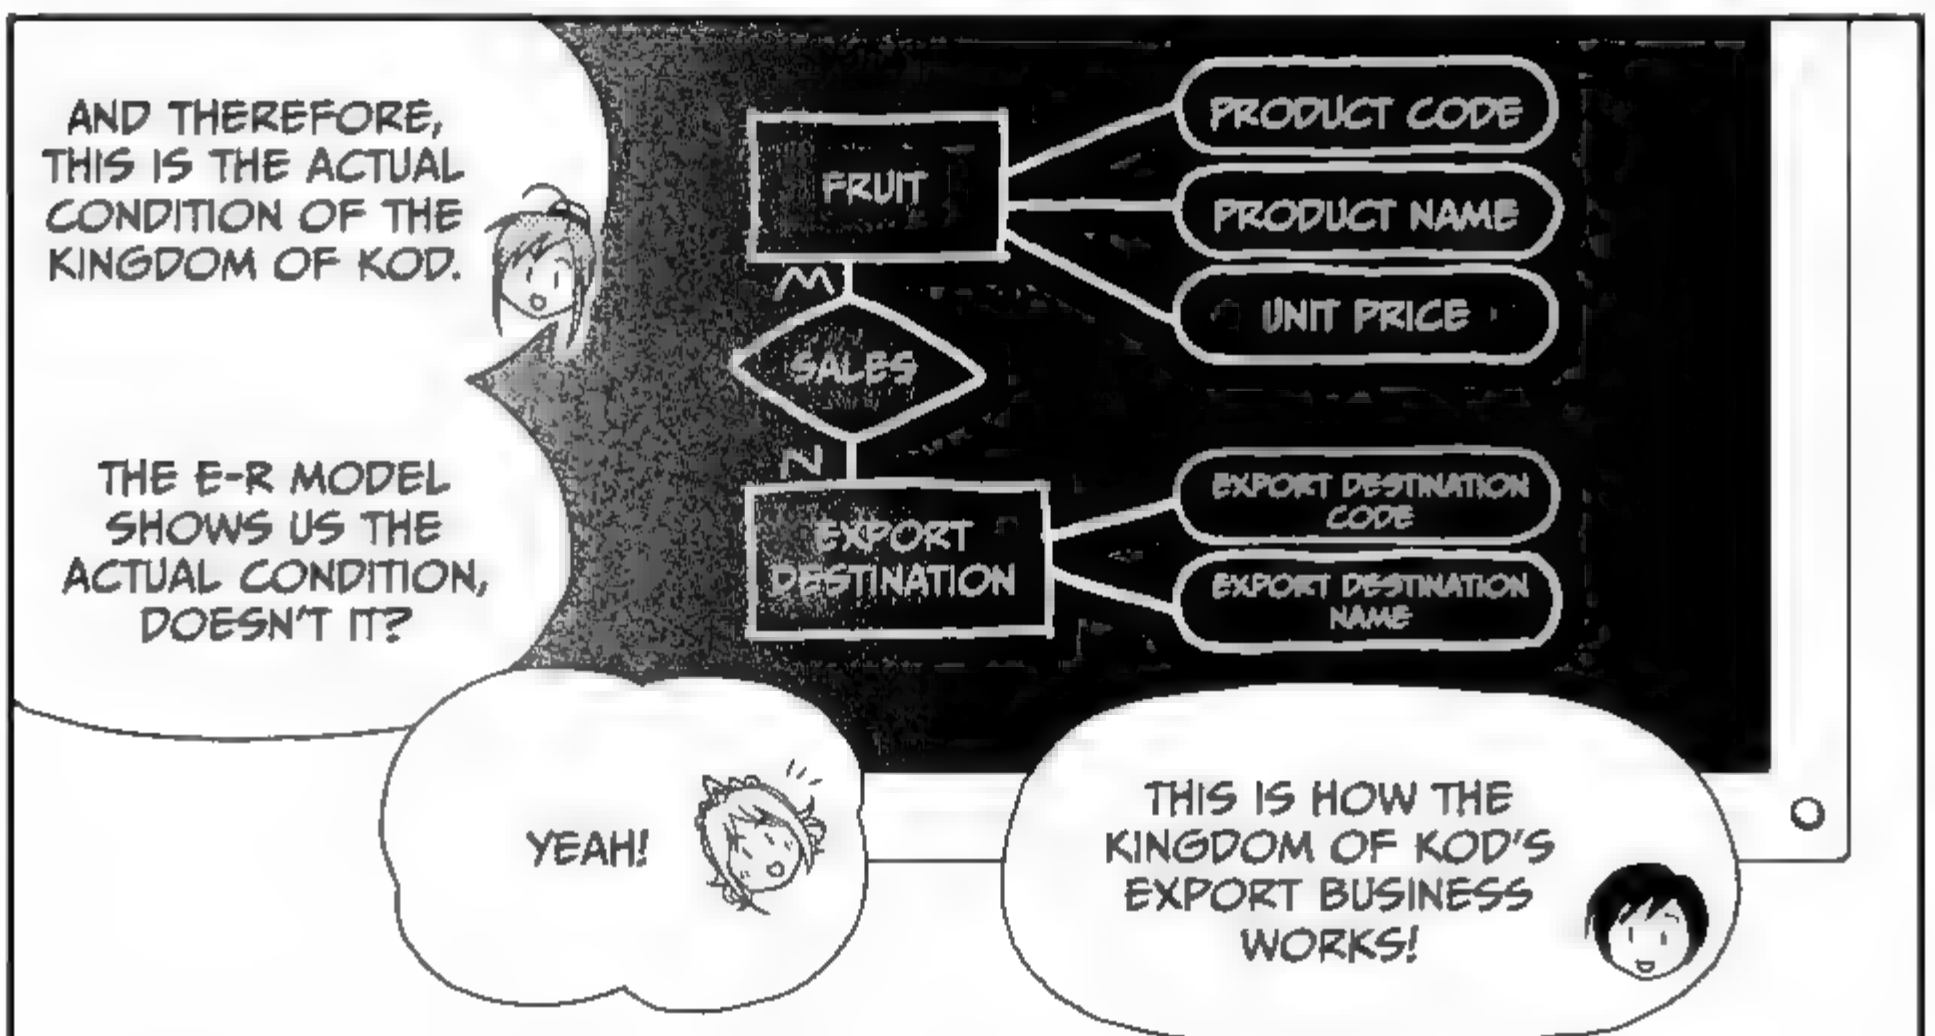 AND THEREFORE,
THIS IS THE ACTUAL
CONDITION OF THE
KINGDOM OF KOD.
THE E-R MODEL
SHOWS US THE
ACTUAL CONDITION,
DOESN'T IT?
FRUIT
PRODUCT CODE
PRODUCT NAME
UNIT PRICE
M
SALES
N
EXPORT
DESTINATION
EXPORT DESTINATION
CODE
EXPORT DESTINATION
NAME
YEAH!
THIS IS HOW THE
KINGDOM OF KOD'S
EXPORT BUSINESS
WORKS!